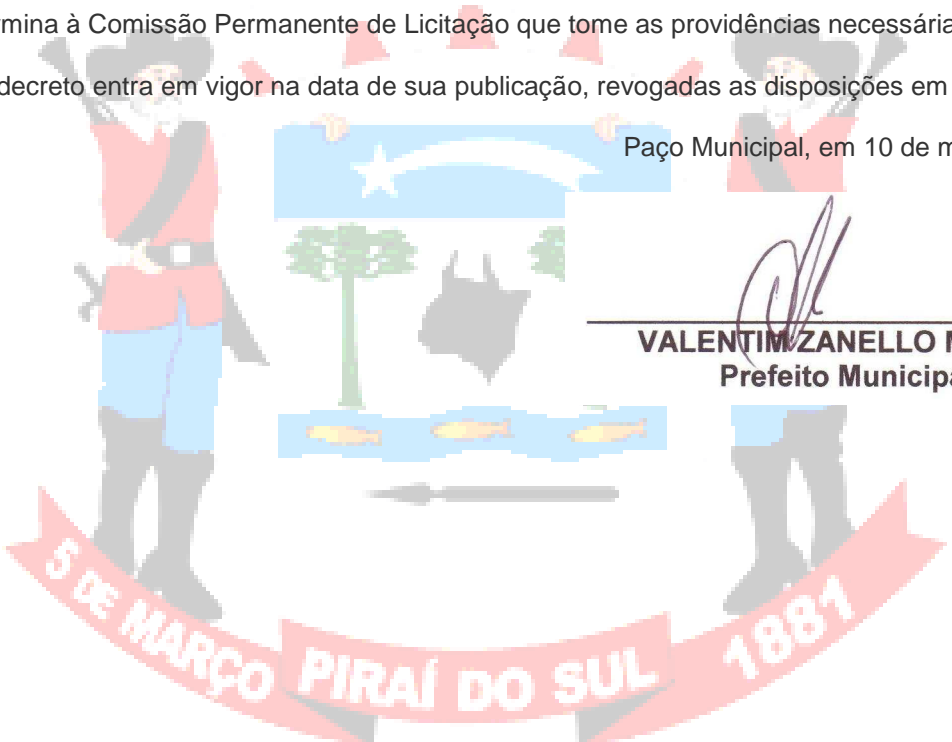 rmina à Comissão Permanente de Licitação que tome as providências necessária
decreto entra em vigor na data de sua publicação, revogadas as disposições em
Paço Municipal, em 10 de m
VALENTIM ZANELLO M
Prefeito Municipa
5 DE MARÇO PIRAÍ DO SUL 1881